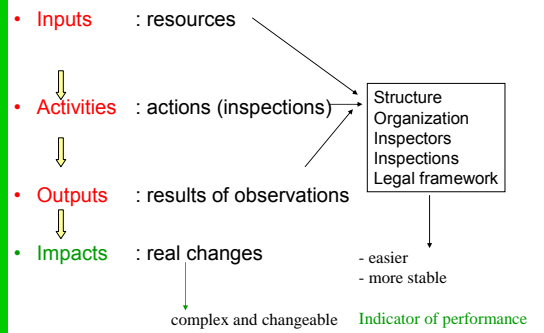 • Inputs : resources
• Activities : actions (inspections)
• Outputs : results of observations
• Impacts : real changes
Structure
Organization
Inspectors
Inspections
Legal framework
- easier
- more stable
complex and changeable
Indicator of performance